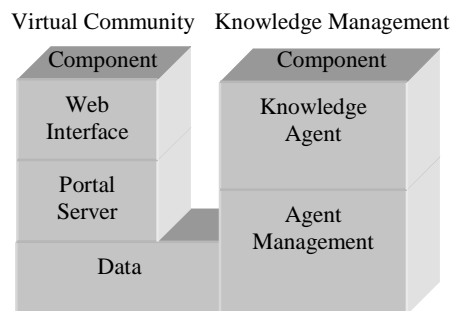 Virtual Community Knowledge Management
Component
Web
Interface
Portal
Server
Data
Component
Knowledge
Agent
Agent
Management